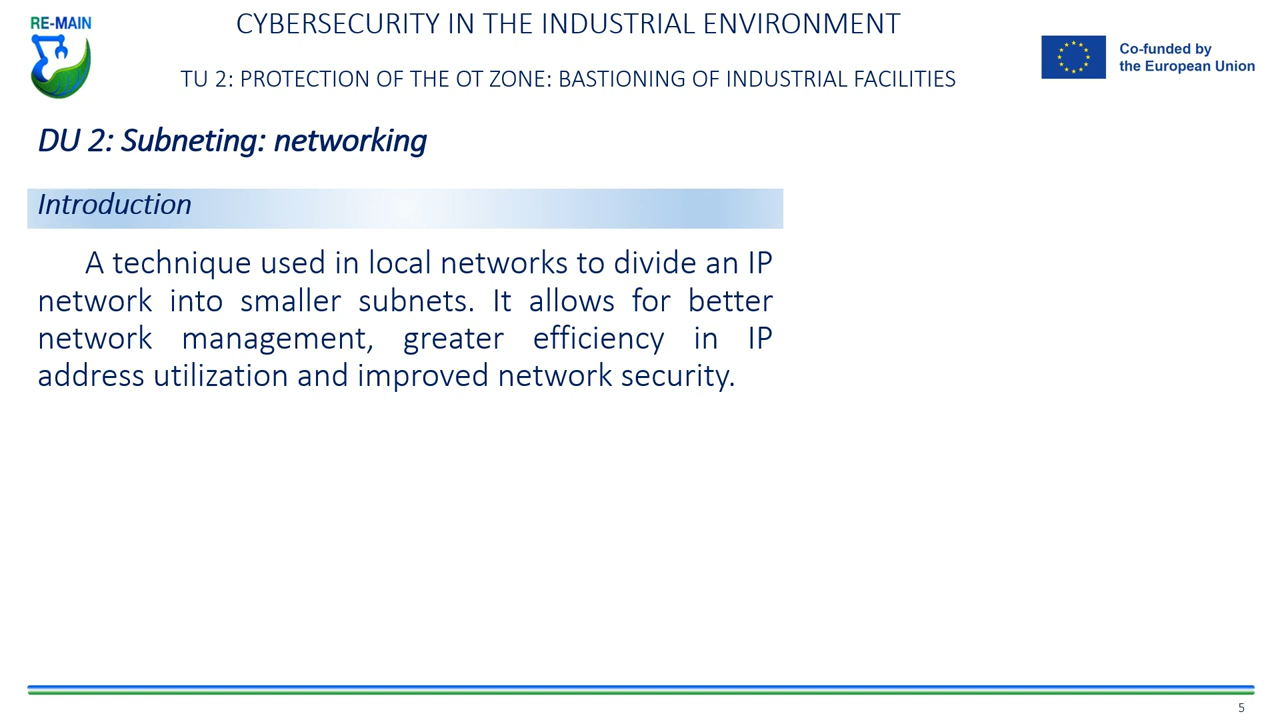 RE-MAIN
CYBERSECURITY IN THE INDUSTRIAL ENVIRONMENT
TU 2: PROTECTION OF THE OT ZONE: BASTIONING OF INDUSTRIAL FACILITIES
Co-funded by
the European Union
DU 2: Subneting: networking
Introduction
A technique used in local networks to divide an IP
network into smaller subnets. It allows for better
network management, greater efficiency in IP
address utilization and improved network security.
5